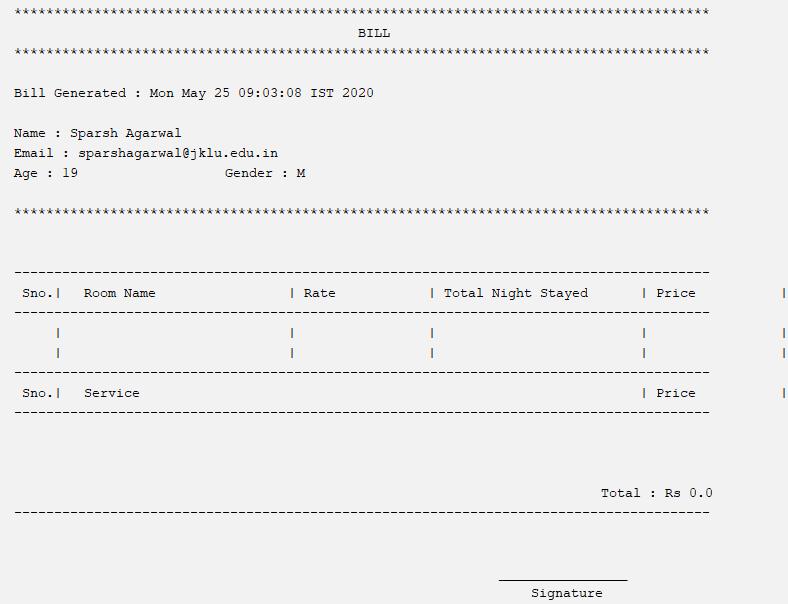 ***************************************************************************************
BILL
***************************************************************************************
Bill Generated : Mon May 25 09:03:08 IST 2020
Name : Sparsh Agarwal
Email : sparshagarwal@jklu.edu.in
Age : 19 Gender : M
***************************************************************************************
---------------------------------------------------------------------------------------
Sno.| Room Name | Rate | Total Night Stayed | Price |
---------------------------------------------------------------------------------------
| | | | |
| | | | |
---------------------------------------------------------------------------------------
Sno.| Service | Price |
---------------------------------------------------------------------------------------
Total : Rs 0.0
---------------------------------------------------------------------------------------
________________
Signature